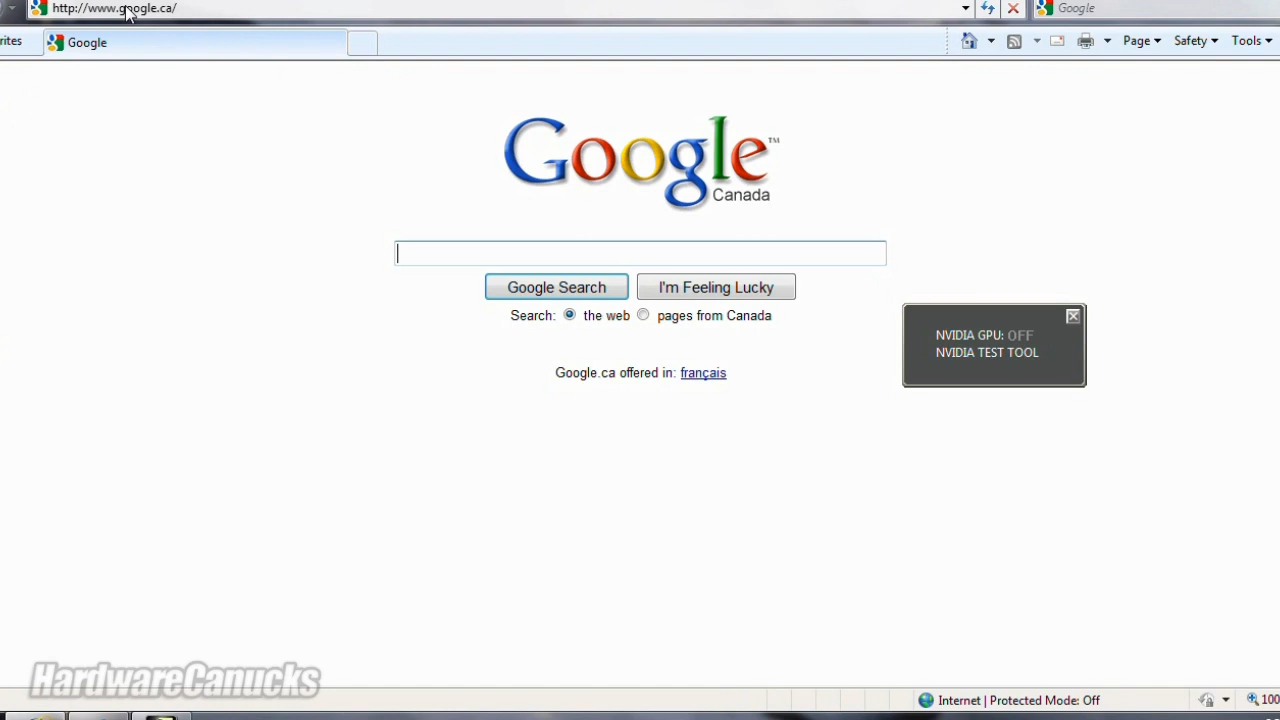 http://www.google.ca/
Google
rites
Google
Page
Safety
Tools
Google™
Canada
Google Search
I'm Feeling Lucky
Search: the web pages from Canada
Google.ca offered in: français
NVIDIA GPU: OFF
NVIDIA TEST TOOL
HardwareCanucks
Internet | Protected Mode: Off
100